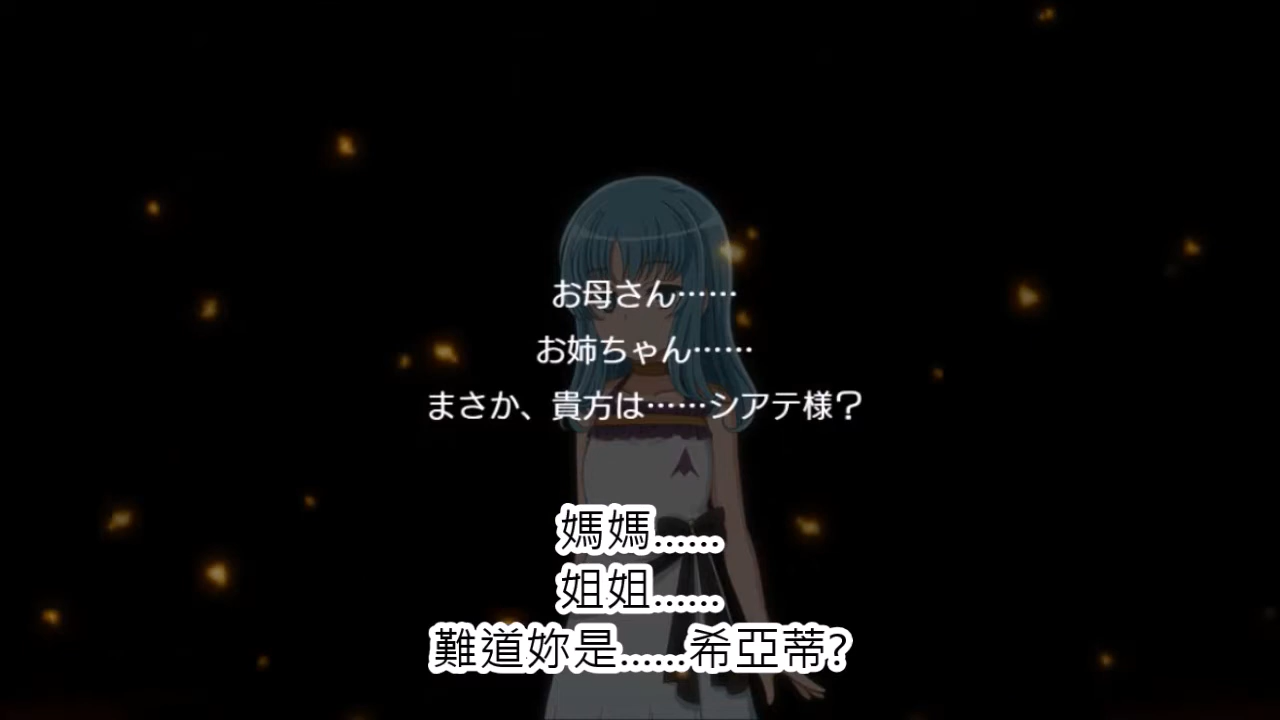 お母さん……
お姉ちゃん……
まさか、貴方は……シアテ様？
媽媽......
姐姐......
難道妳是......希亞蒂?